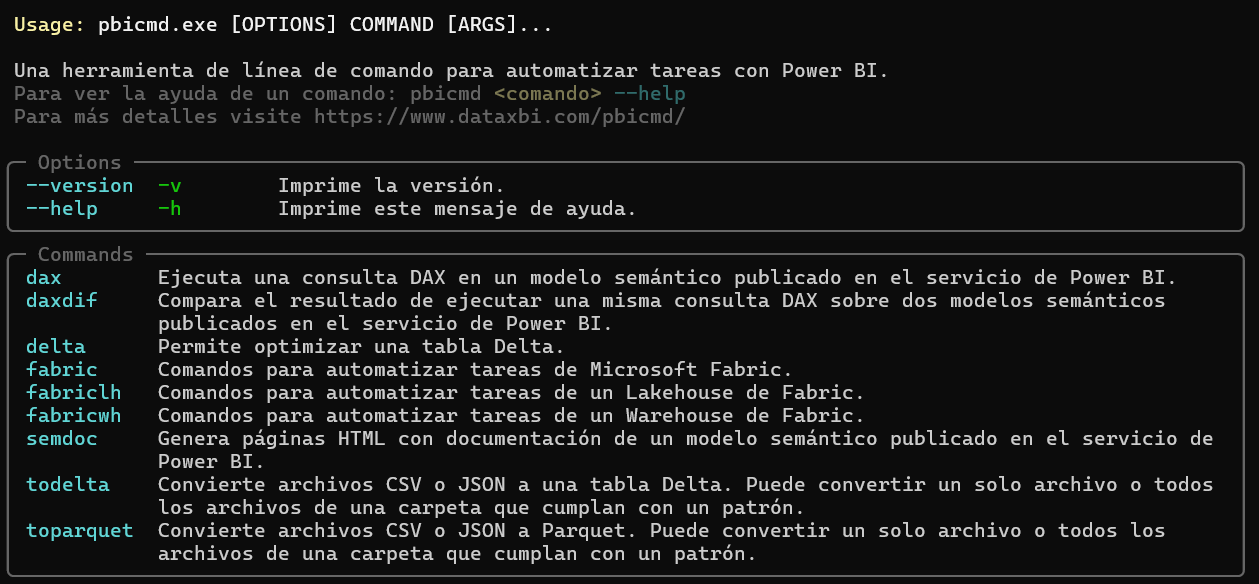 Usage: pbicmd.exe [OPTIONS] COMMAND [ARGS]...
Una herramienta de línea de comando para automatizar tareas con Power BI.
Para ver la ayuda de un comando: pbicmd <comando> --help
Para más detalles visite https://www.dataxbi.com/pbicmd/
Options
--version -v Imprime la versión.
--help -h Imprime este mensaje de ayuda.
Commands
dax Ejecuta una consulta DAX en un modelo semántico publicado en el servicio de Power BI.
daxdif Compara el resultado de ejecutar una misma consulta DAX sobre dos modelos semánticos
publicados en el servicio de Power BI.
delta Permite optimizar una tabla Delta.
fabric Comandos para automatizar tareas de Microsoft Fabric.
fabriclh Comandos para automatizar tareas de un Lakehouse de Fabric.
fabricwh Comandos para automatizar tareas de un Warehouse de Fabric.
semdoc Genera páginas HTML con documentación de un modelo semántico publicado en el servicio de
Power BI.
todelta Convierte archivos CSV o JSON a una tabla Delta. Puede convertir un solo archivo o todos
los archivos de una carpeta que cumplan con un patrón.
toparquet Convierte archivos CSV o JSON a Parquet. Puede convertir un solo archivo o todos los
archivos de una carpeta que cumplan con un patrón.